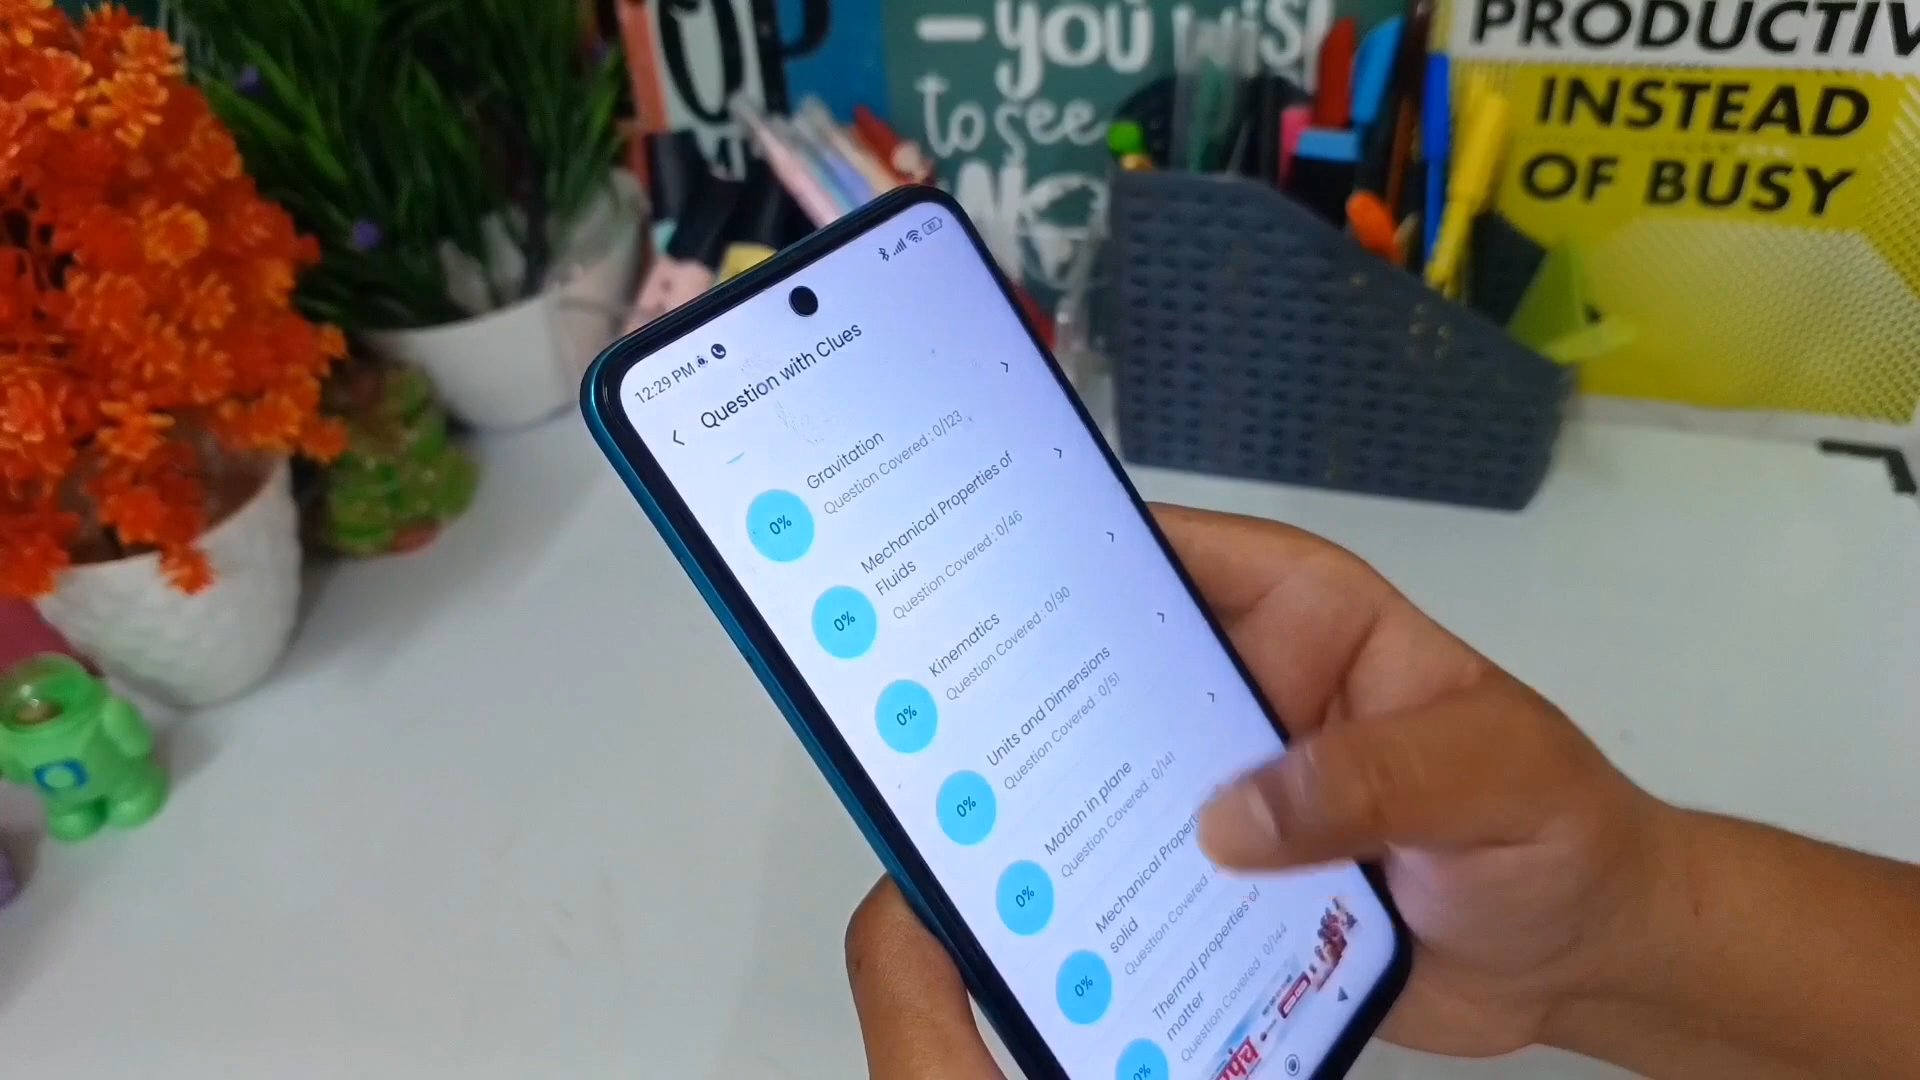 OP
—you wish
to see
PRODUCTIV
INSTEAD
OF BUSY
12:29 PM
Question with Clues
Gravitation
Question Covered : 0/123
0%
Mechanical Properties of
Fluids
Question Covered : 0/46
0%
Kinematics
Question Covered : 0/90
0%
Units and Dimensions
Question Covered : 0/51
0%
Motion in plane
Question Covered : 0/141
0%
Mechanical
solid
Question Covered :
0%
Thermal properties of
matter
Question Covered : 0/144
0%